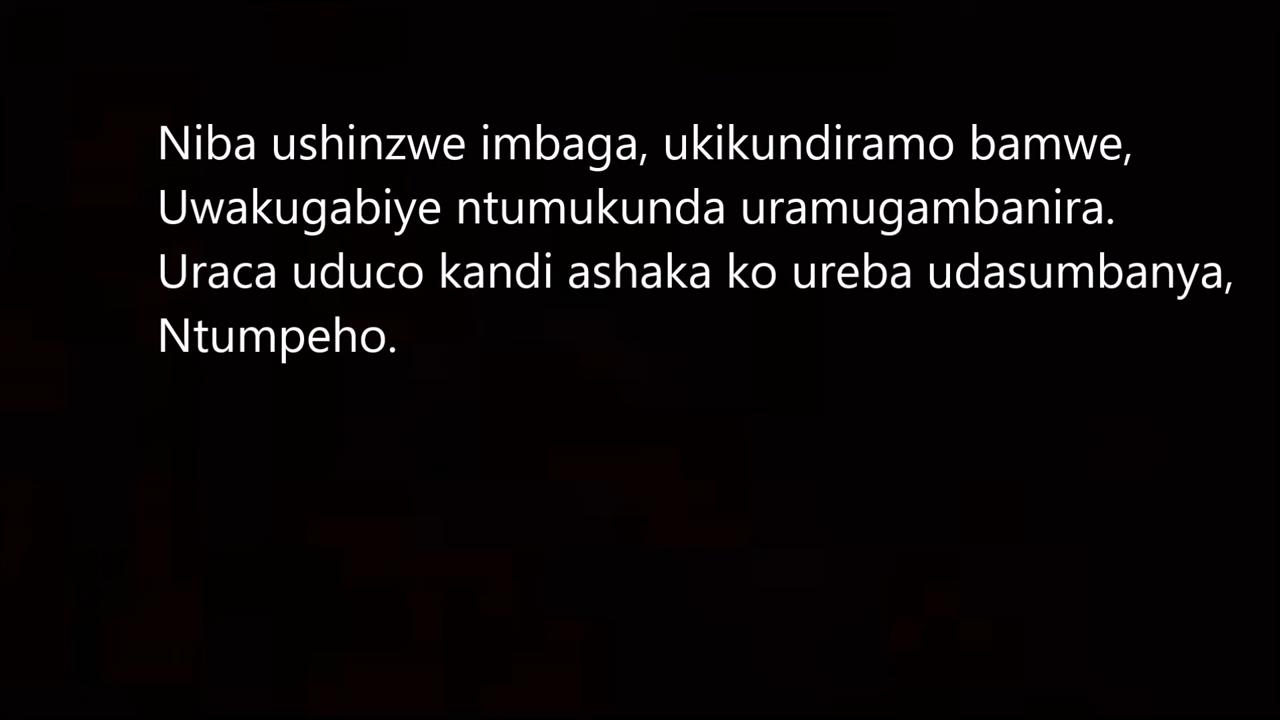 Niba ushinzwe imbaga, ukikundiramo bamwe,
Uwakugabiye ntumukunda uramugambanira.
Uraca uduco kandi ashaka ko ureba udasumbanya,
Ntumpeho.